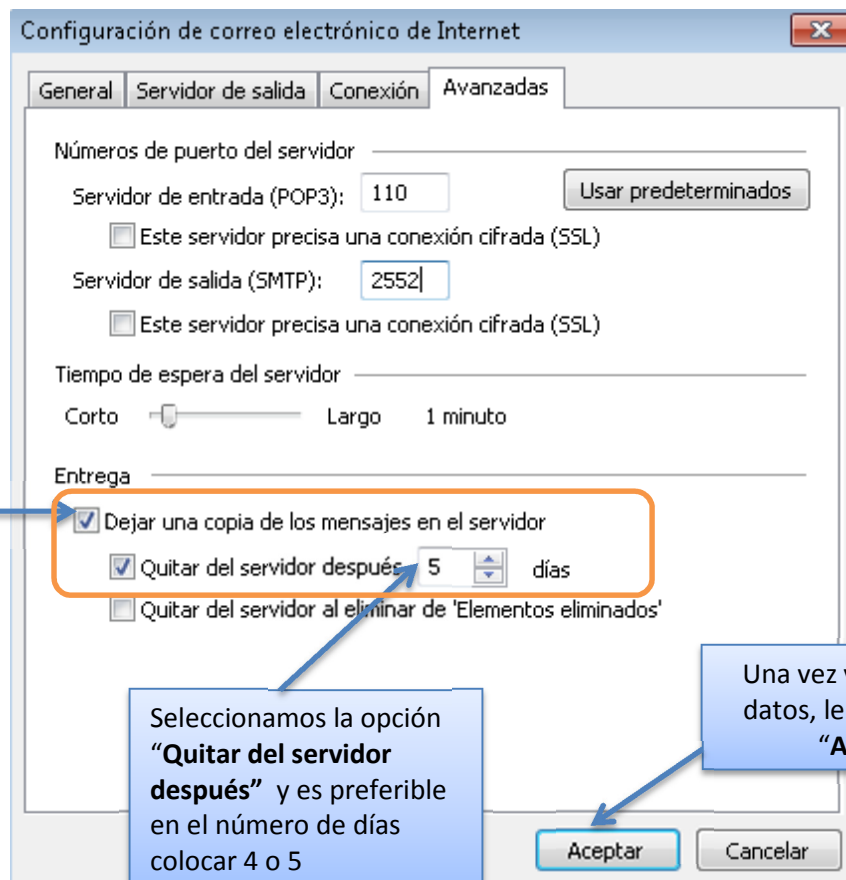 Configuración de correo electrónico de Internet
General Servidor de salida Conexión Avanzadas
Números de puerto del servidor
Servidor de entrada (POP3): 110 Usar predeterminados
Este servidor precisa una conexión cifrada (SSL)
Servidor de salida (SMTP): 2552
Este servidor precisa una conexión cifrada (SSL)
Tiempo de espera del servidor
Corto Largo 1 minuto
Entrega
Dejar una copia de los mensajes en el servidor
Quitar del servidor después 5 días
Quitar del servidor al eliminar de 'Elementos eliminados'
Seleccionamos la opción
“Quitar del servidor
después” y es preferible
en el número de días
colocar 4 o 5
Una vez
datos, le
“A
Aceptar Cancelar